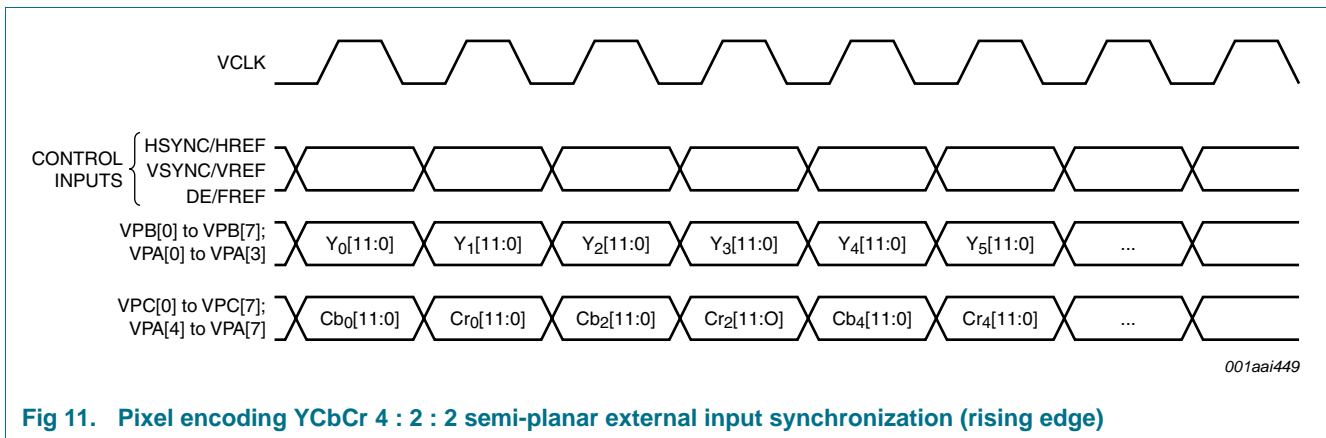 VCLK
CONTROL
INPUTS
HSYNC/HREF
VSYNC/VREF
DE/FREF
VPB[0] to VPB[7];
VPA[0] to VPA[3]
Y0[11:0] Y1[11:0] Y2[11:0] Y3[11:0] Y4[11:0] Y5[11:0] ...
VPC[0] to VPC[7];
VPA[4] to VPA[7]
Cb0[11:0] Cr0[11:0] Cb2[11:0] Cr2[11:O] Cb4[11:0] Cr4[11:0] ...
001aai449
Fig 11. Pixel encoding YCbCr 4 : 2 : 2 semi-planar external input synchronization (rising edge)